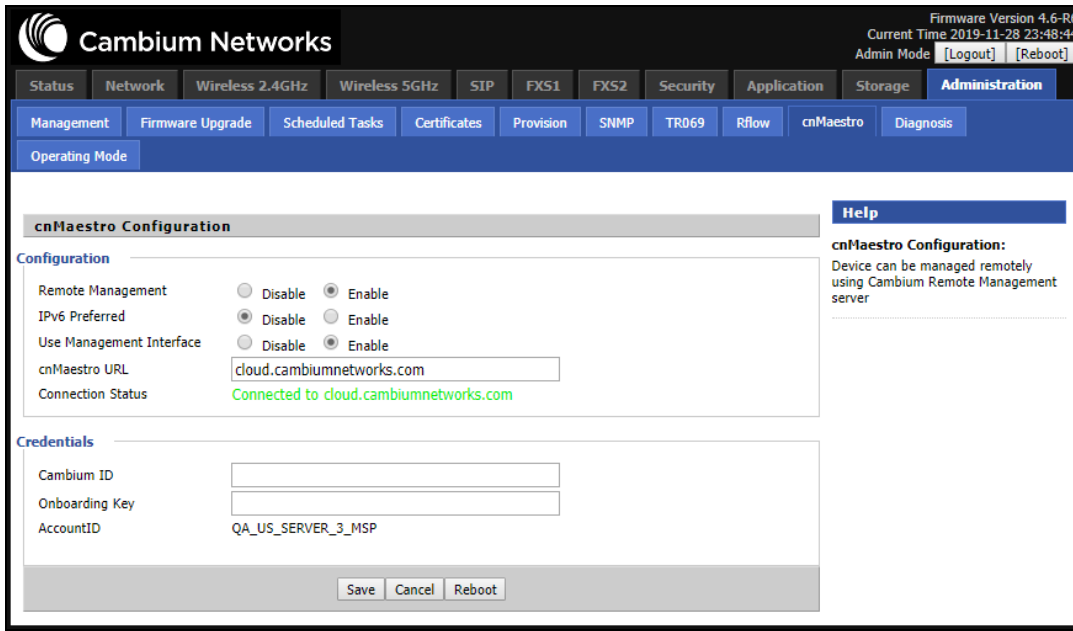 Cambium Networks
Firmware Version 4.6-R
Current Time 2019-11-28 23:48:44
Admin Mode [Logout] [Reboot]
Status Network Wireless 2.4GHz Wireless 5GHz SIP FXS1 FXS2 Security Application Storage Administration
Management Firmware Upgrade Scheduled Tasks Certificates Provision SNMP TR069 Rflow cnMaestro Diagnosis
Operating Mode
cnMaestro Configuration
Configuration
Remote Management Disable Enable
IPv6 Preferred Disable Enable
Use Management Interface Disable Enable
cnMaestro URL cloud.cambiumnetworks.com
Connection Status Connected to cloud.cambiumnetworks.com
Credentials
Cambium ID
Onboarding Key
AccountID QA_US_SERVER_3_MSP
Save Cancel Reboot
Help
cnMaestro Configuration:
Device can be managed remotely
using Cambium Remote Management
server